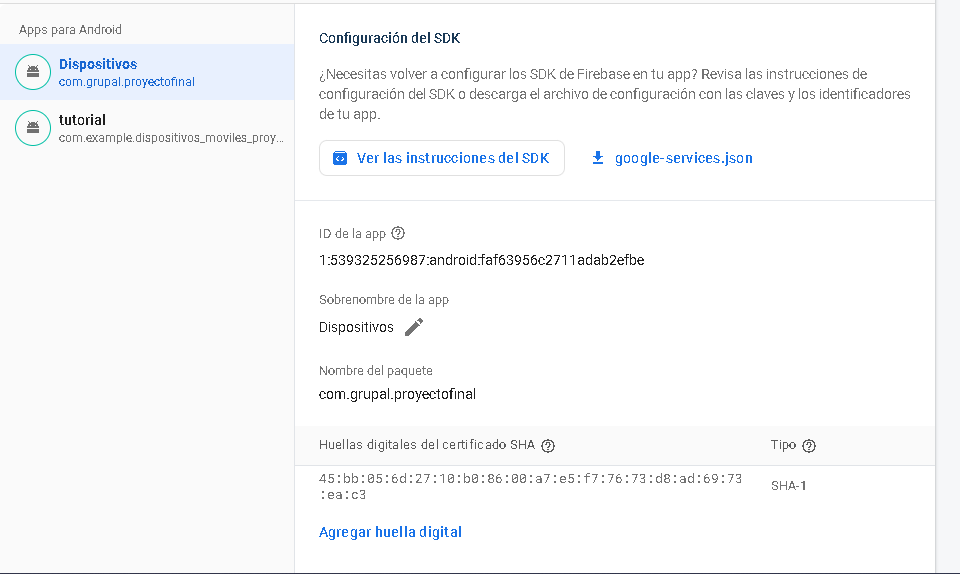 Apps para Android
Dispositivos
com.grupal.proyectofinal
tutorial
com.example.dispositivos_moviles_proy...
Configuración del SDK
¿Necesitas volver a configurar los SDK de Firebase en tu app? Revisa las instrucciones de
configuración del SDK o descarga el archivo de configuración con las claves y los identificadores
de tu app.
Ver las instrucciones del SDK
google-services.json
ID de la app
1:539325256987:android:faf63956c2711adab2efbe
Sobrenombre de la app
Dispositivos
Nombre del paquete
com.grupal.proyectofinal
Huellas digitales del certificado SHA
Tipo
45:bb:05:6d:27:10:b0:86:00:a7:e5:f7:76:73:d8:ad:69:73
:ea:c3
SHA-1
Agregar huella digital